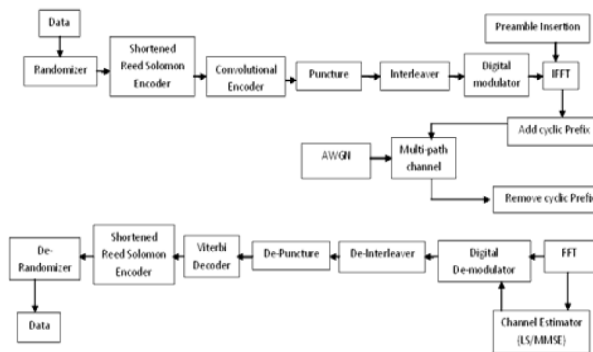 Data
Preamble Insertion
Randomizer
Shortened
Reed Solomon
Encoder
Convolutional
Encoder
Puncture
Interleaver
Digital
modulator
IFFT
Add cyclic Prefix
AWGN
Multi-path
channel
Remove cyclic Prefix
De-
Randomizer
Shortened
Reed Solomon
Encoder
Viterbi
Decoder
De-Puncture
De-Interleaver
Digital
De-modulator
FFT
Data
Channel Estimator
(LS/MMSE)